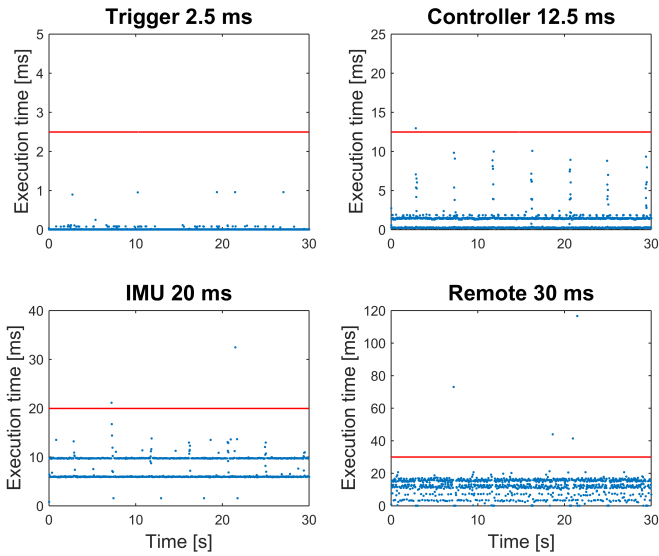 Trigger 2.5 ms
Execution time [ms]
5
4
3
2
1
0
0 10 20 30
Controller 12.5 ms
Execution time [ms]
25
20
15
10
5
0
0 10 20 30
IMU 20 ms
Execution time [ms]
40
30
20
10
0
0 10 20 30
Time [s]
Remote 30 ms
Execution time [ms]
120
100
80
60
40
20
0
0 10 20 30
Time [s]